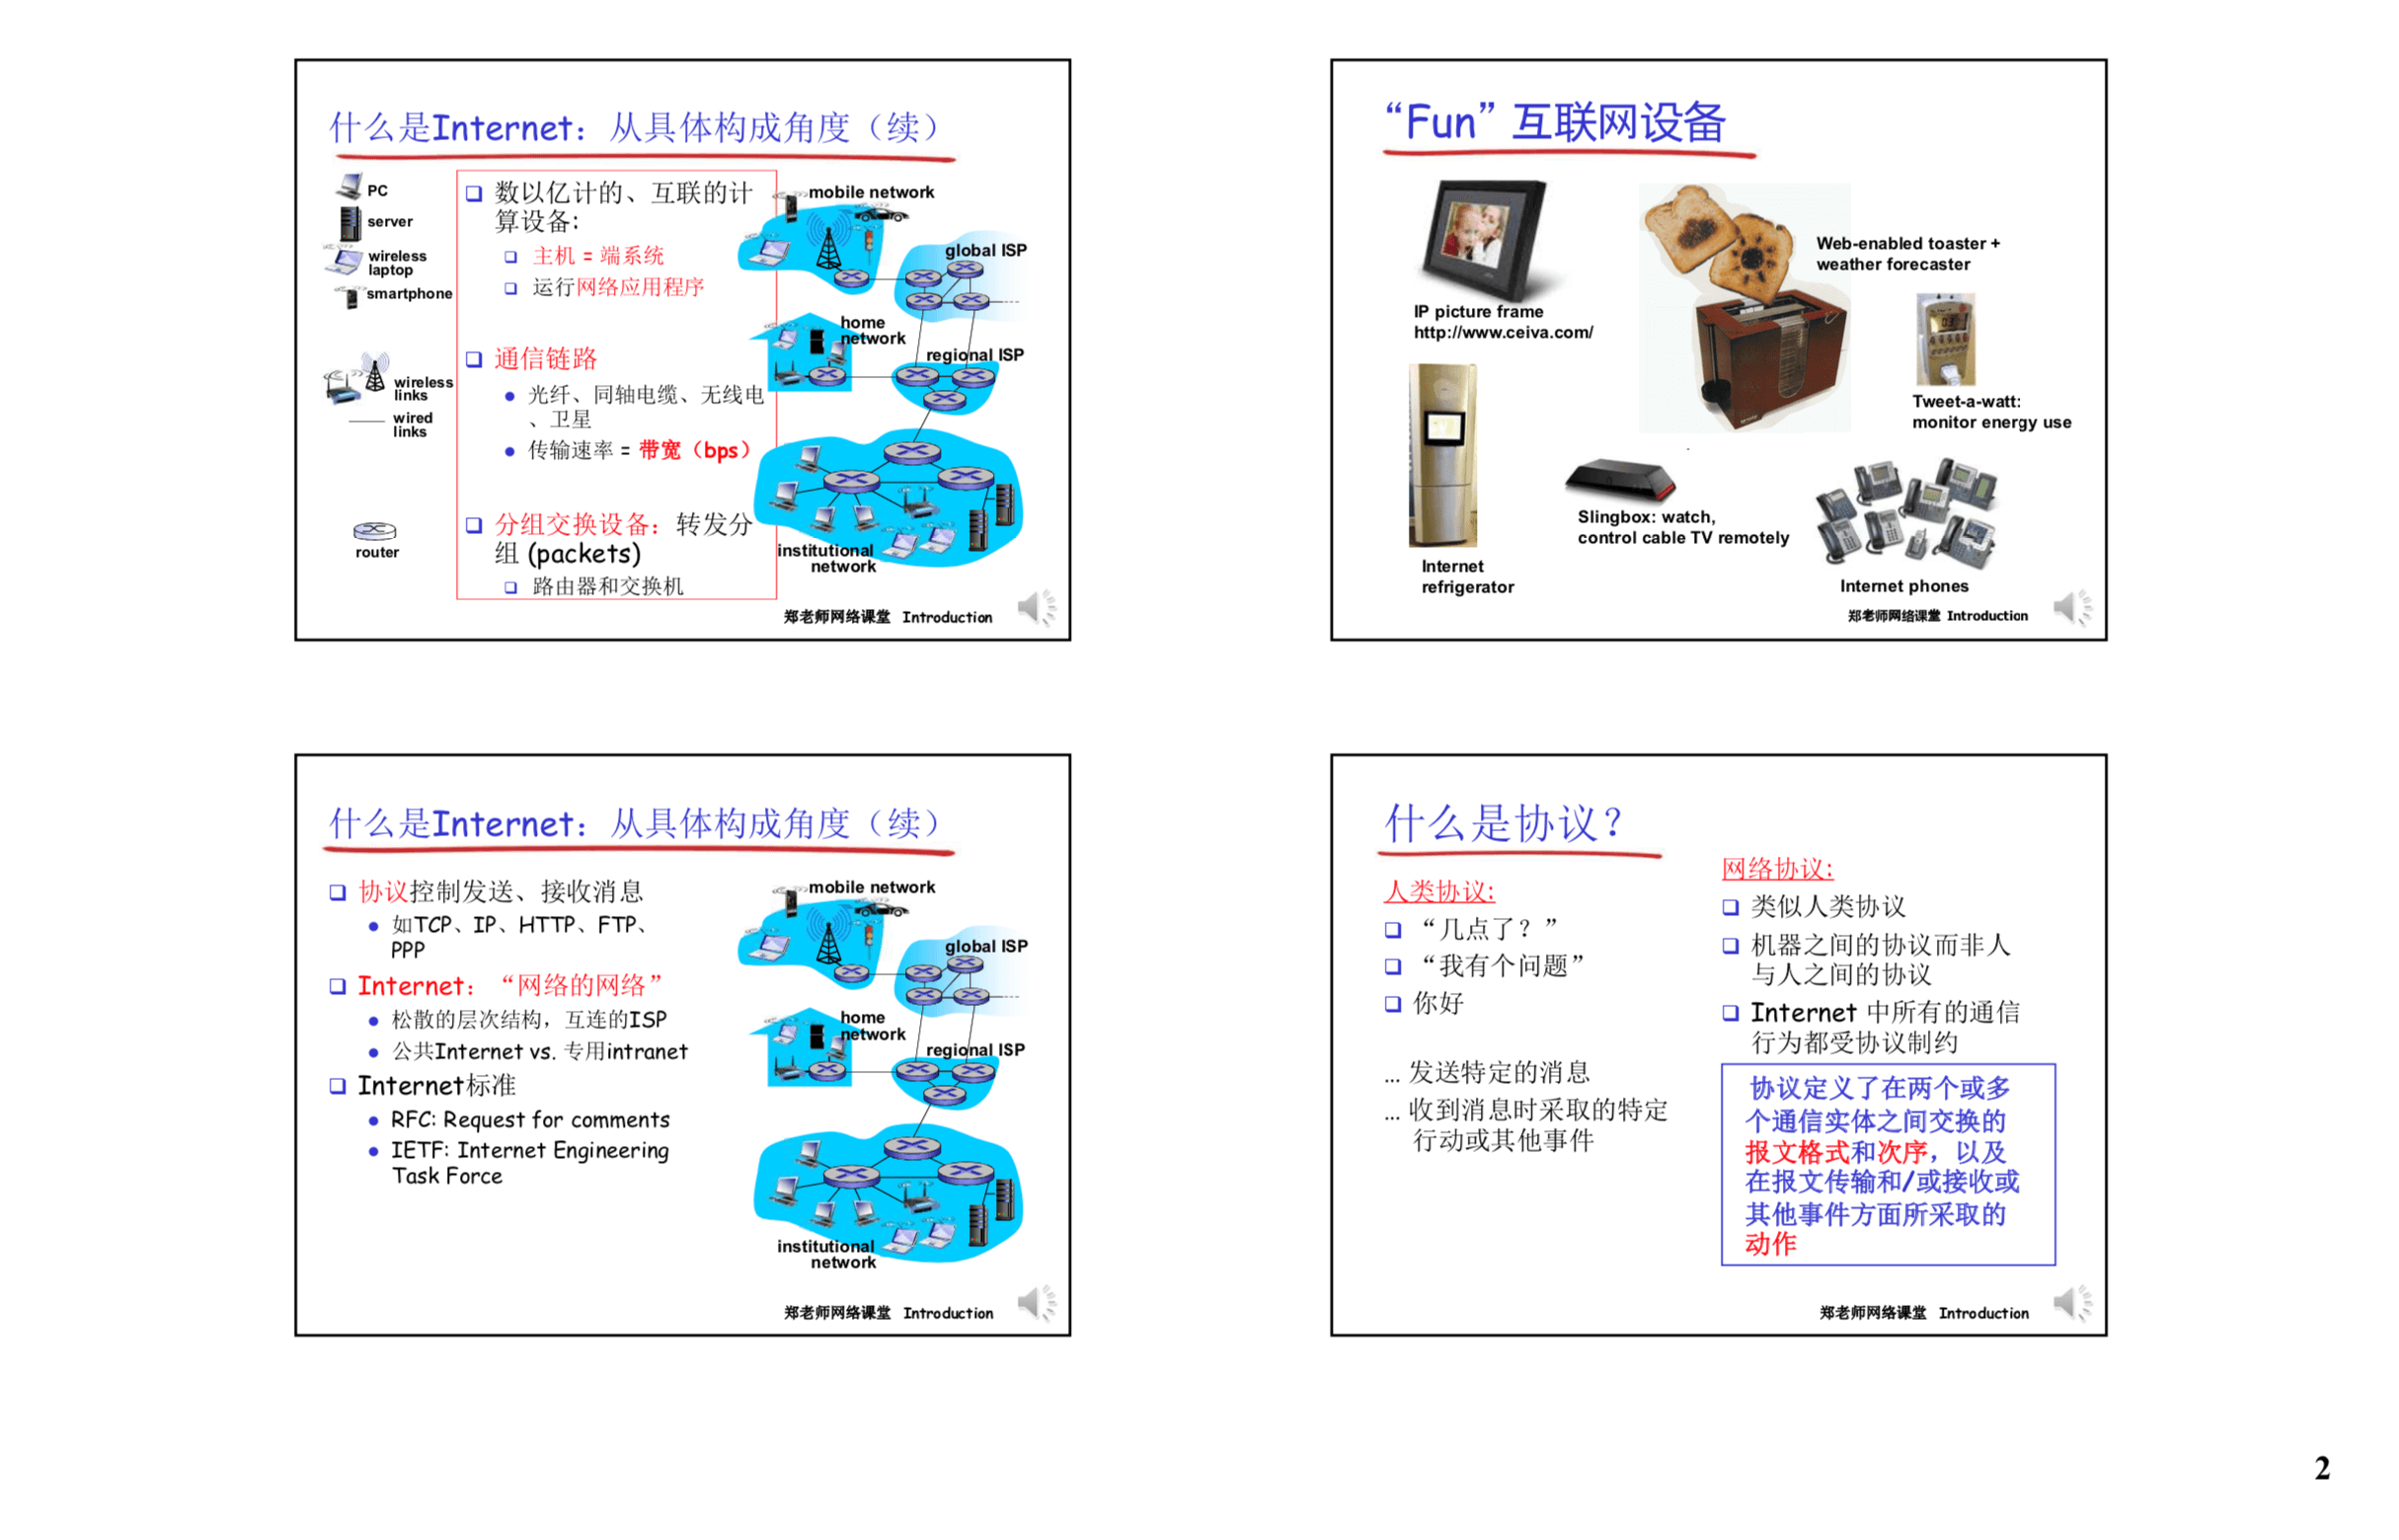 什么是Internet：从具体构成角度（续）
PC
server
wireless
laptop
smartphone
wireless
links
wired
links
router
❑ 数以亿计的、互联的计
算设备:
❑ 主机 = 端系统
❑ 运行网络应用程序
❑ 通信链路
● 光纤、同轴电缆、无线电
、卫星
● 传输速率 = 带宽（bps）
❑ 分组交换设备：转发分
组 (packets)
❑ 路由器和交换机
mobile network
global ISP
home
network
regional ISP
institutional
network
郑老师网络课堂 Introduction
“Fun” 互联网设备
IP picture frame
http://www.ceiva.com/
Web-enabled toaster +
weather forecaster
Tweet-a-watt:
monitor energy use
Slingbox: watch,
control cable TV remotely
Internet
refrigerator
Internet phones
郑老师网络课堂 Introduction
什么是Internet：从具体构成角度（续）
❑ 协议控制发送、接收消息
● 如TCP、IP、HTTP、FTP、
PPP
❑ Internet：“网络的网络”
● 松散的层次结构，互连的ISP
● 公共Internet vs. 专用intranet
❑ Internet标准
● RFC: Request for comments
● IETF: Internet Engineering
Task Force
mobile network
global ISP
home
network
regional ISP
institutional
network
郑老师网络课堂 Introduction
什么是协议？
人类协议:
❑ “几点了？”
❑ “我有个问题”
❑ 你好
… 发送特定的消息
… 收到消息时采取的特定
行动或其他事件
网络协议:
❑ 类似人类协议
❑ 机器之间的协议而非人
与人之间的协议
❑ Internet 中所有的通信
行为都受协议制约
协议定义了在两个或多
个通信实体之间交换的
报文格式和次序，以及
在报文传输和/或接收或
其他事件方面所采取的
动作
郑老师网络课堂 Introduction
2